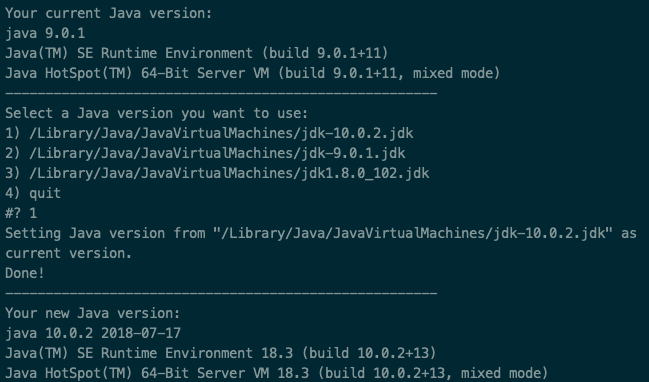 Your current Java version:
java 9.0.1
Java(TM) SE Runtime Environment (build 9.0.1+11)
Java HotSpot(TM) 64-Bit Server VM (build 9.0.1+11, mixed mode)
------------------------------------------------------
Select a Java version you want to use:
1) /Library/Java/JavaVirtualMachines/jdk-10.0.2.jdk
2) /Library/Java/JavaVirtualMachines/jdk-9.0.1.jdk
3) /Library/Java/JavaVirtualMachines/jdk1.8.0_102.jdk
4) quit
#? 1
Setting Java version from "/Library/Java/JavaVirtualMachines/jdk-10.0.2.jdk" as
current version.
Done!
------------------------------------------------------
Your new Java version:
java 10.0.2 2018-07-17
Java(TM) SE Runtime Environment 18.3 (build 10.0.2+13)
Java HotSpot(TM) 64-Bit Server VM 18.3 (build 10.0.2+13, mixed mode)